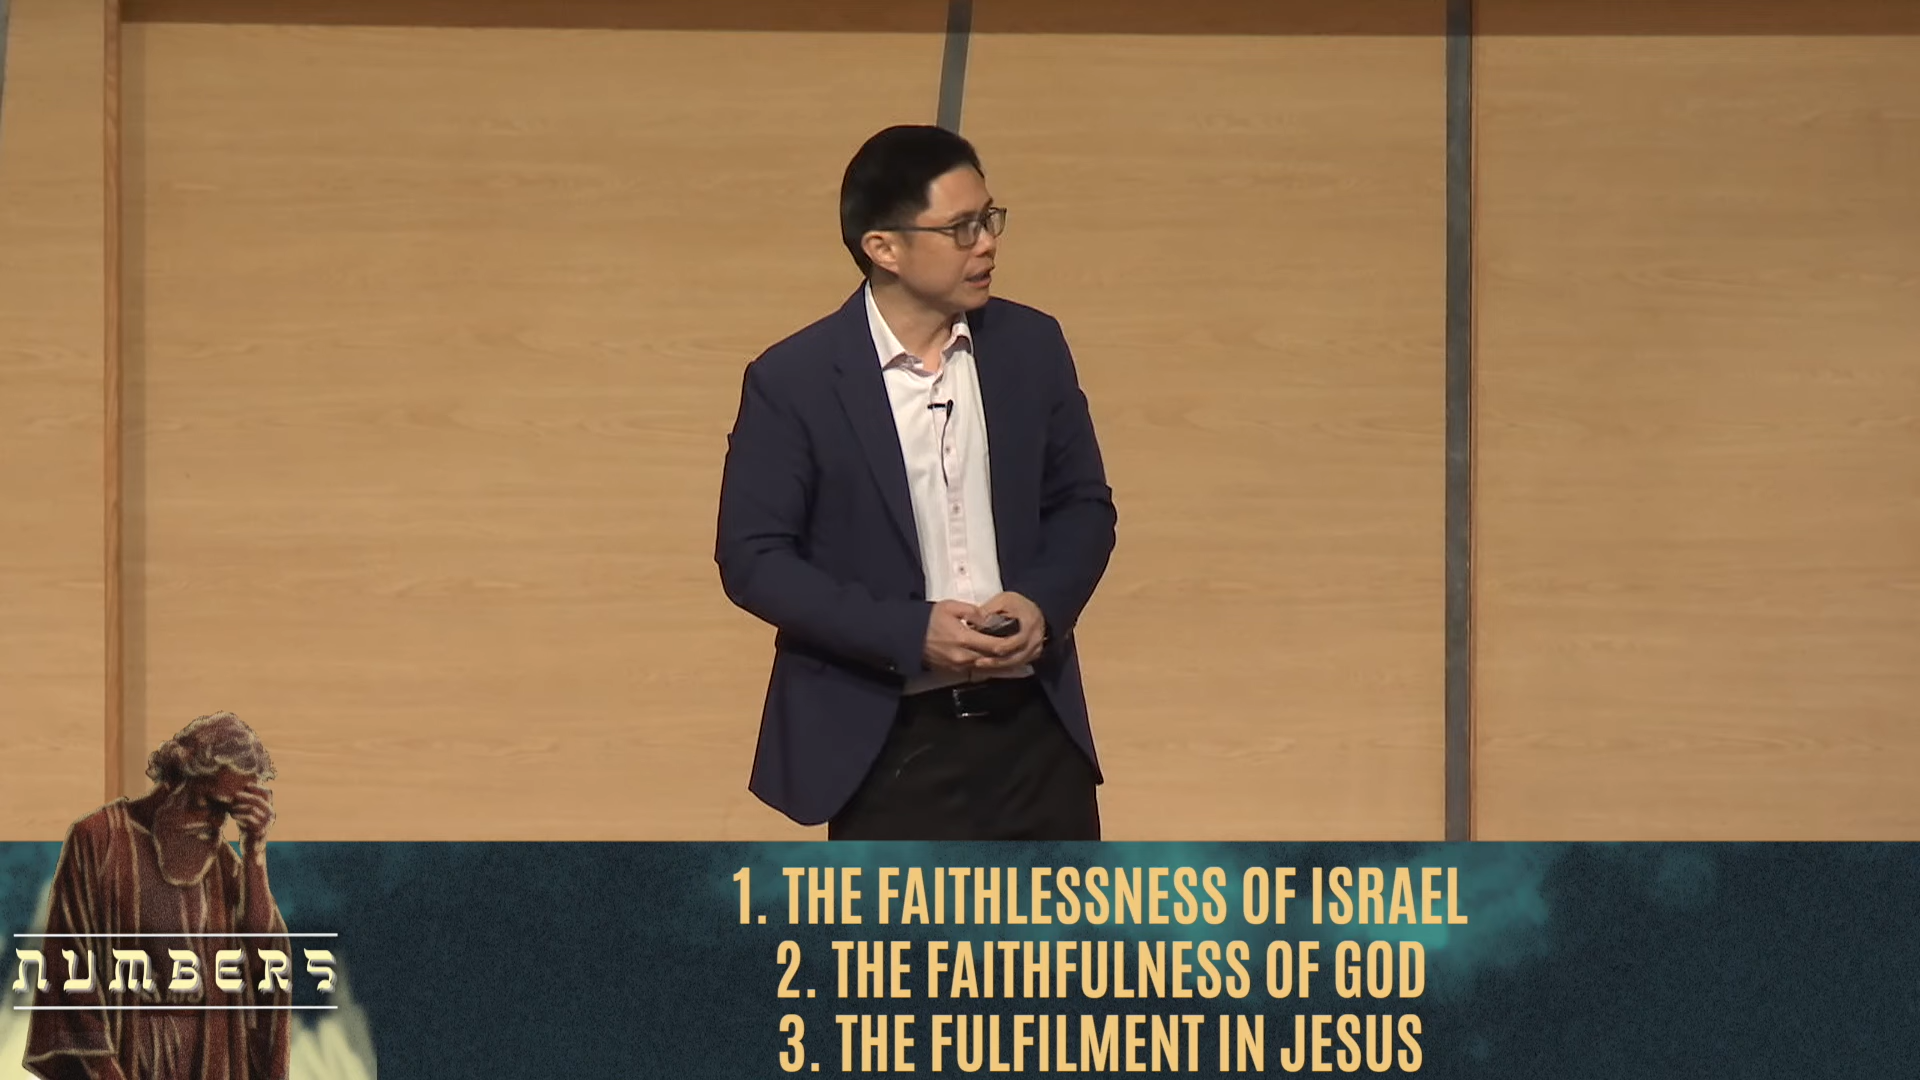 NUMBERS
1. THE FAITHLESSNESS OF ISRAEL
2. THE FAITHFULNESS OF GOD
3. THE FULFILMENT IN JESUS